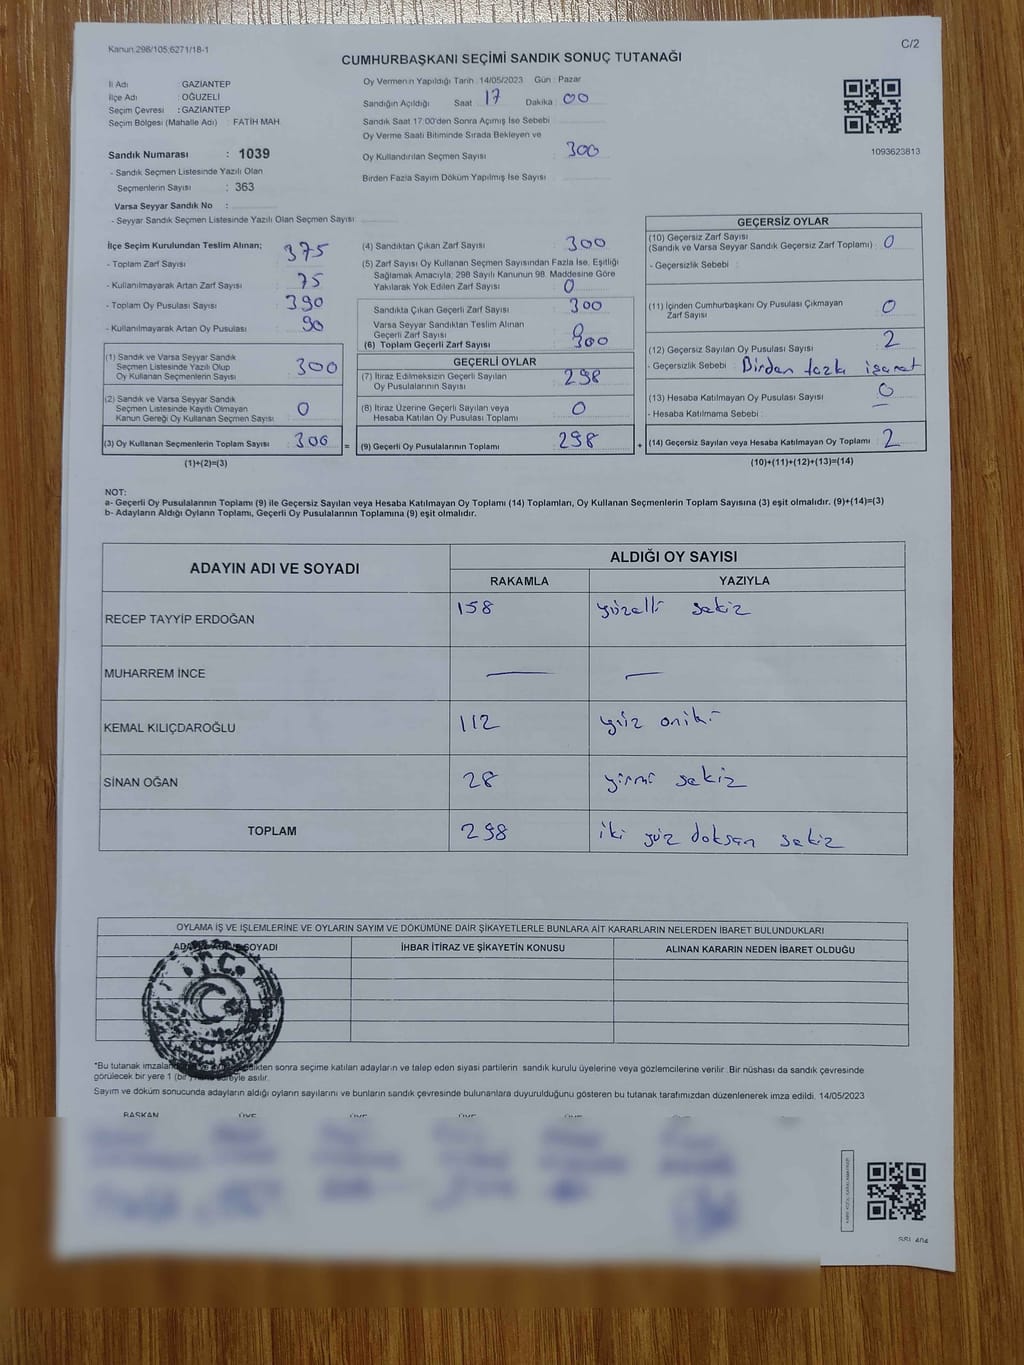 Kanun:298/105;6271/18-1
C/2
CUMHURBAŞKANI SEÇİMİ SANDIK SONUÇ TUTANAĞI
İl Adı : GAZİANTEP
İlçe Adı : OĞUZELİ
Seçim Çevresi : GAZİANTEP
Seçim Bölgesi (Mahalle Adı) : FATİH MAH.
Sandık Numarası : 1039
- Sandık Seçmen Listesinde Yazılı Olan
Seçmenlerin Sayısı : 363
Varsa Seyyar Sandık No :
- Seyyar Sandık Seçmen Listesinde Yazılı Olan Seçmen Sayısı
Oy Vermenin Yapıldığı Tarih : 14/05/2023 Gün : Pazar
Sandığın Açıldığı Saat 17 Dakika : 00
Sandık Saat 17:00'den Sonra Açımış İse Sebebi
Oy Verme Saati Bitiminde Sırada Bekleyen ve
Oy Kullandırılan Seçmen Sayısı : 300
Birden Fazla Sayım Döküm Yapılmış İse Sayısı
1093623813
İlçe Seçim Kurulundan Teslim Alınan;
- Toplam Zarf Sayısı : 375
- Kullanılmayarak Artan Zarf Sayısı : 75
- Toplam Oy Pusulası Sayısı : 390
- Kullanılmayarak Artan Oy Pusulası : 90
(1) Sandık ve Varsa Seyyar Sandık
Seçmen Listesinde Yazılı Olup
Oy Kullanan Seçmenlerin Sayısı : 300
(2) Sandık ve Varsa Seyyar Sandık
Seçmen Listesinde Kayıtlı Olmayan
Kanun Gereği Oy Kullanan Seçmen Sayısı : 0
(3) Oy Kullanan Seçmenlerin Toplam Sayısı : 300 =
(1)+(2)=(3)
(4) Sandıktan Çıkan Zarf Sayısı : 300
(5) Zarf Sayısı Oy Kullanan Seçmen Sayısından Fazla İse, Eşitliği
Sağlamak Amacıyla, 298 Sayılı Kanunun 98. Maddesine Göre
Yakılarak Yok Edilen Zarf Sayısı : 0
Sandıkta Çıkan Geçerli Zarf Sayısı : 300
Varsa Seyyar Sandıktan Teslim Alınan
Geçerli Zarf Sayısı : 0
(6) Toplam Geçerli Zarf Sayısı : 300
GEÇERLİ OYLAR
(7) İtiraz Edilmeksizin Geçerli Sayılan
Oy Pusulalarının Sayısı : 298
(8) İtiraz Üzerine Geçerli Sayılan veya
Hesaba Katılan Oy Pusulası Toplamı : 0
(9) Geçerli Oy Pusulalarının Toplamı : 298 +
GEÇERSİZ OYLAR
(10) Geçersiz Zarf Sayısı
(Sandık ve Varsa Seyyar Sandık Geçersiz Zarf Toplamı) : 0
- Geçersizlik Sebebi :
(11) İçinden Cumhurbaşkanı Oy Pusulası Çıkmayan
Zarf Sayısı : 0
(12) Geçersiz Sayılan Oy Pusulası Sayısı : 2
- Geçersizlik Sebebi : Birden fazla işaret
(13) Hesaba Katılmayan Oy Pusulası Sayısı : 0
- Hesaba Katılmama Sebebi :
(14) Geçersiz Sayılan veya Hesaba Katılmayan Oy Toplamı : 2
(10)+(11)+(12)+(13)=(14)
NOT:
a- Geçerli Oy Pusulalarının Toplamı (9) ile Geçersiz Sayılan veya Hesaba Katılmayan Oy Toplamı (14) Toplamları, Oy Kullanan Seçmenlerin Toplam Sayısına (3) eşit olmalıdır. (9)+(14)=(3)
b- Adayların Aldığı Oyların Toplamı, Geçerli Oy Pusulalarının Toplamına (9) eşit olmalıdır.
ADAYIN ADI VE SOYADI
ALDIĞI OY SAYISI
RAKAMLA YAZIYLA
RECEP TAYYİP ERDOĞAN 158 yüzelli sekiz
MUHARREM İNCE — —
KEMAL KILIÇDAROĞLU 112 yüz oniki
SİNAN OĞAN 28 yirmi sekiz
TOPLAM 298 iki yüz doksan sekiz
OYLAMA İŞ VE İŞLEMLERİNE VE OYLARIN SAYIM VE DÖKÜMÜNE DAİR ŞİKAYETLERLE BUNLARA AİT KARARLARIN NELERDEN İBARET BULUNDUKLARI
SOYADI İHBAR İTİRAZ VE ŞİKAYETİN KONUSU ALINAN KARARIN NEDEN İBARET OLDUĞU
T.C.
*Bu tutanak sonra seçime katılan adayların ve talep eden siyasi partilerin sandık kurulu üyelerine veya gözlemcilerine verilir. Bir nüshası da sandık çevresinde
görülecek bir yere 1 (bir) asılır.
Sayım ve döküm sonucunda adayların aldığı oyların sayılarını ve bunların sandık çevresinde bulunanlara duyurulduğunu gösteren bu tutanak tarafımızdan düzenlenerek imza edildi. 14/05/2023
BAŞKAN ÜYE ÜYE ÜYE ÜYE